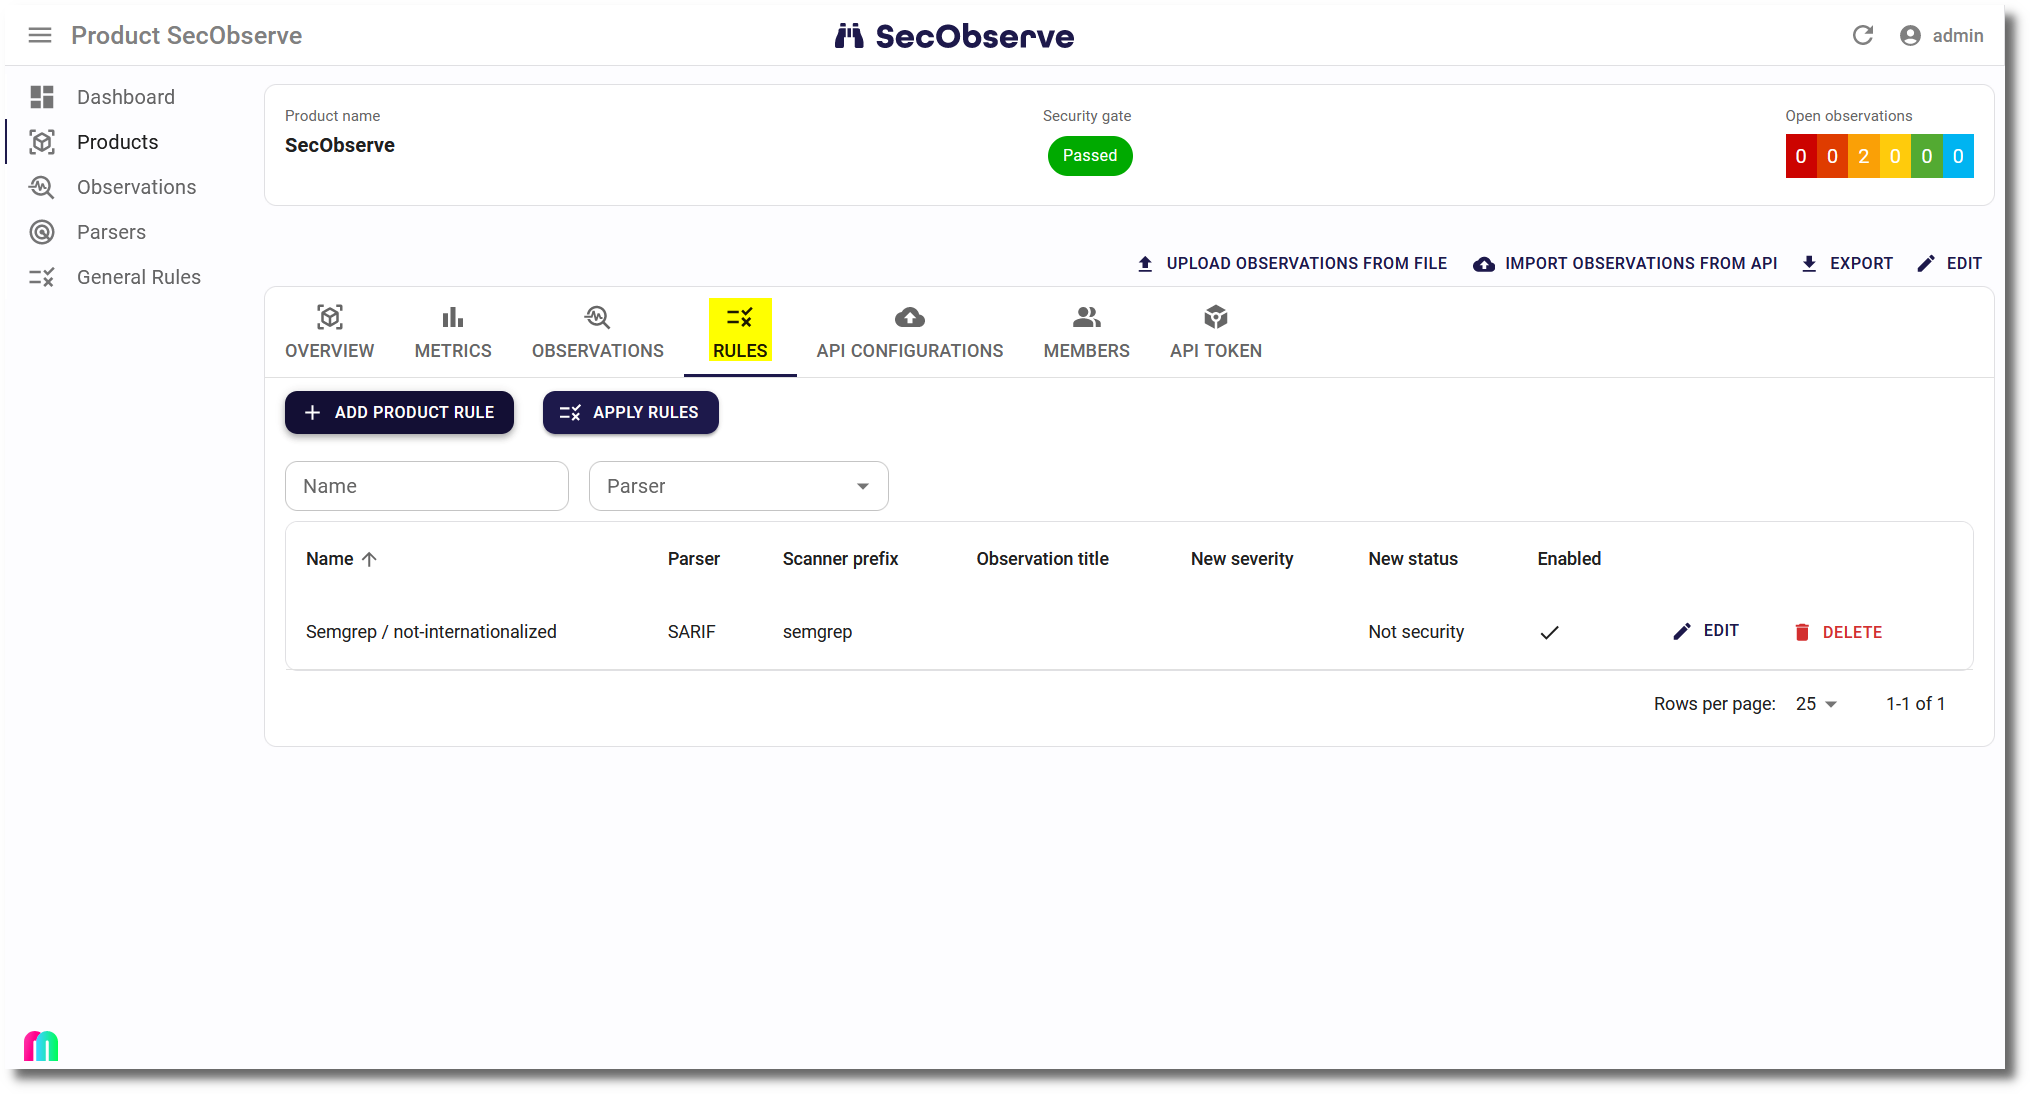 Product SecObserve
SecObserve
admin
Dashboard
Products
Observations
Parsers
General Rules
Product name
SecObserve
Security gate
Passed
Open observations
0 0 2 0 0 0
UPLOAD OBSERVATIONS FROM FILE
IMPORT OBSERVATIONS FROM API
EXPORT
EDIT
OVERVIEW
METRICS
OBSERVATIONS
RULES
API CONFIGURATIONS
MEMBERS
API TOKEN
ADD PRODUCT RULE
APPLY RULES
Name
Parser
Name Parser Scanner prefix Observation title New severity New status Enabled
Semgrep / not-internationalized SARIF semgrep Not security EDIT DELETE
Rows per page: 25 1-1 of 1